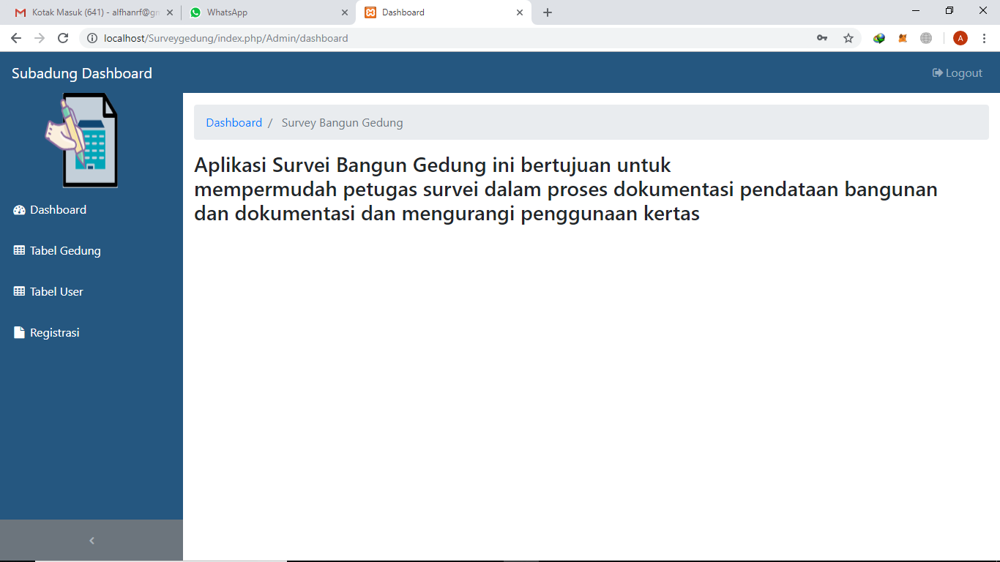 Kotak Masuk (641) - alfhanrf@gm
WhatsApp
Dashboard
localhost/Surveygedung/index.php/Admin/dashboard
A
Subadung Dashboard
Logout
Dashboard / Survey Bangun Gedung
Aplikasi Survei Bangun Gedung ini bertujuan untuk
mempermudah petugas survei dalam proses dokumentasi pendataan bangunan
dan dokumentasi dan mengurangi penggunaan kertas
Dashboard
Tabel Gedung
Tabel User
Registrasi